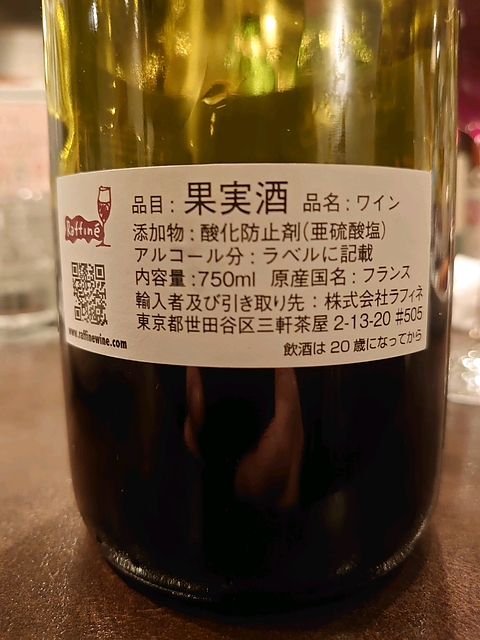 Raffiné
品目：果実酒 品名：ワイン
添加物：酸化防止剤(亜硫酸塩)
アルコール分：ラベルに記載
内容量：750ml 原産国名：フランス
輸入者及び引き取り先：株式会社ラフィネ
東京都世田谷区三軒茶屋 2-13-20 #505
www.raffinewine.com
飲酒は 20 歳になってから